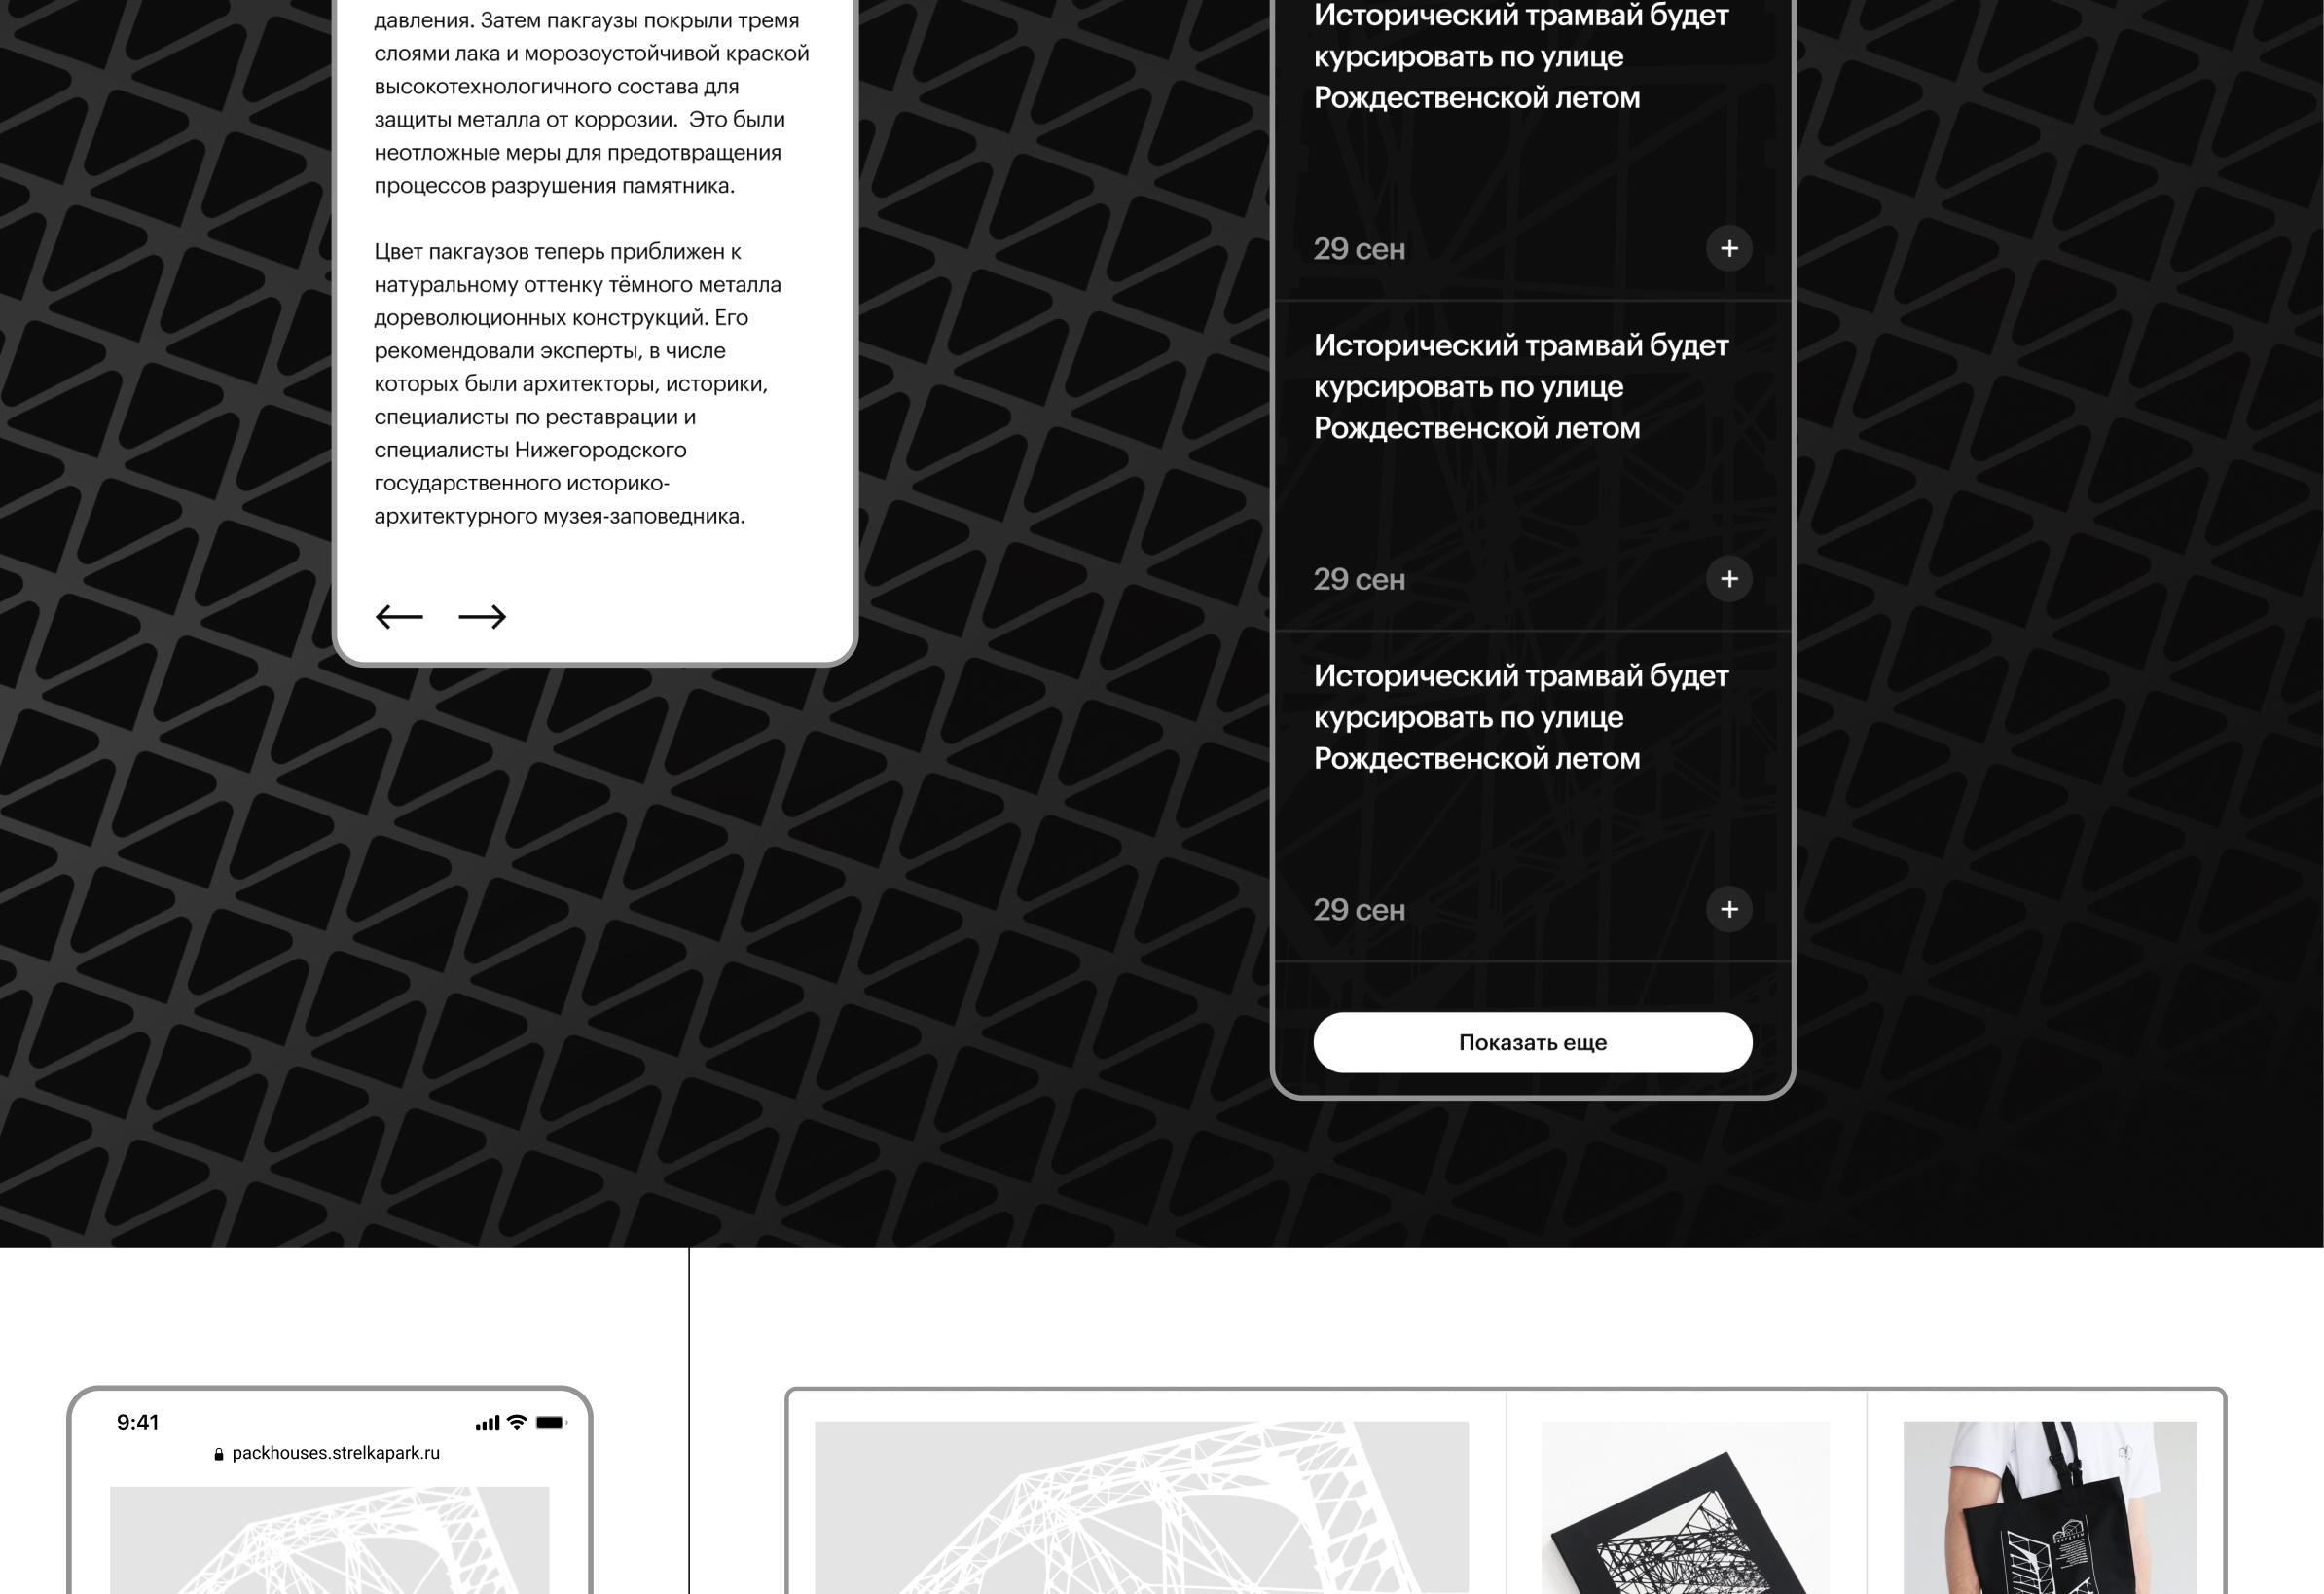 давления. Затем пакгаузы покрыли тремя
слоями лака и морозоустойчивой краской
высокотехнологичного состава для
защиты металла от коррозии.  Это были
неотложные меры для предотвращения
процессов разрушения памятника.
Цвет пакгаузов теперь приближен к
натуральному оттенку тёмного металла
дореволюционных конструкций. Его
рекомендовали эксперты, в числе
которых были архитекторы, историки,
специалисты по реставрации и
специалисты Нижегородского
государственного историко-
архитектурного музея-заповедника.
Исторический трамвай будет
курсировать по улице
Рождественской летом
29 сен
Исторический трамвай будет
курсировать по улице
Рождественской летом
29 сен
Исторический трамвай будет
курсировать по улице
Рождественской летом
29 сен
Показать еще
9:41
packhouses.strelkapark.ru